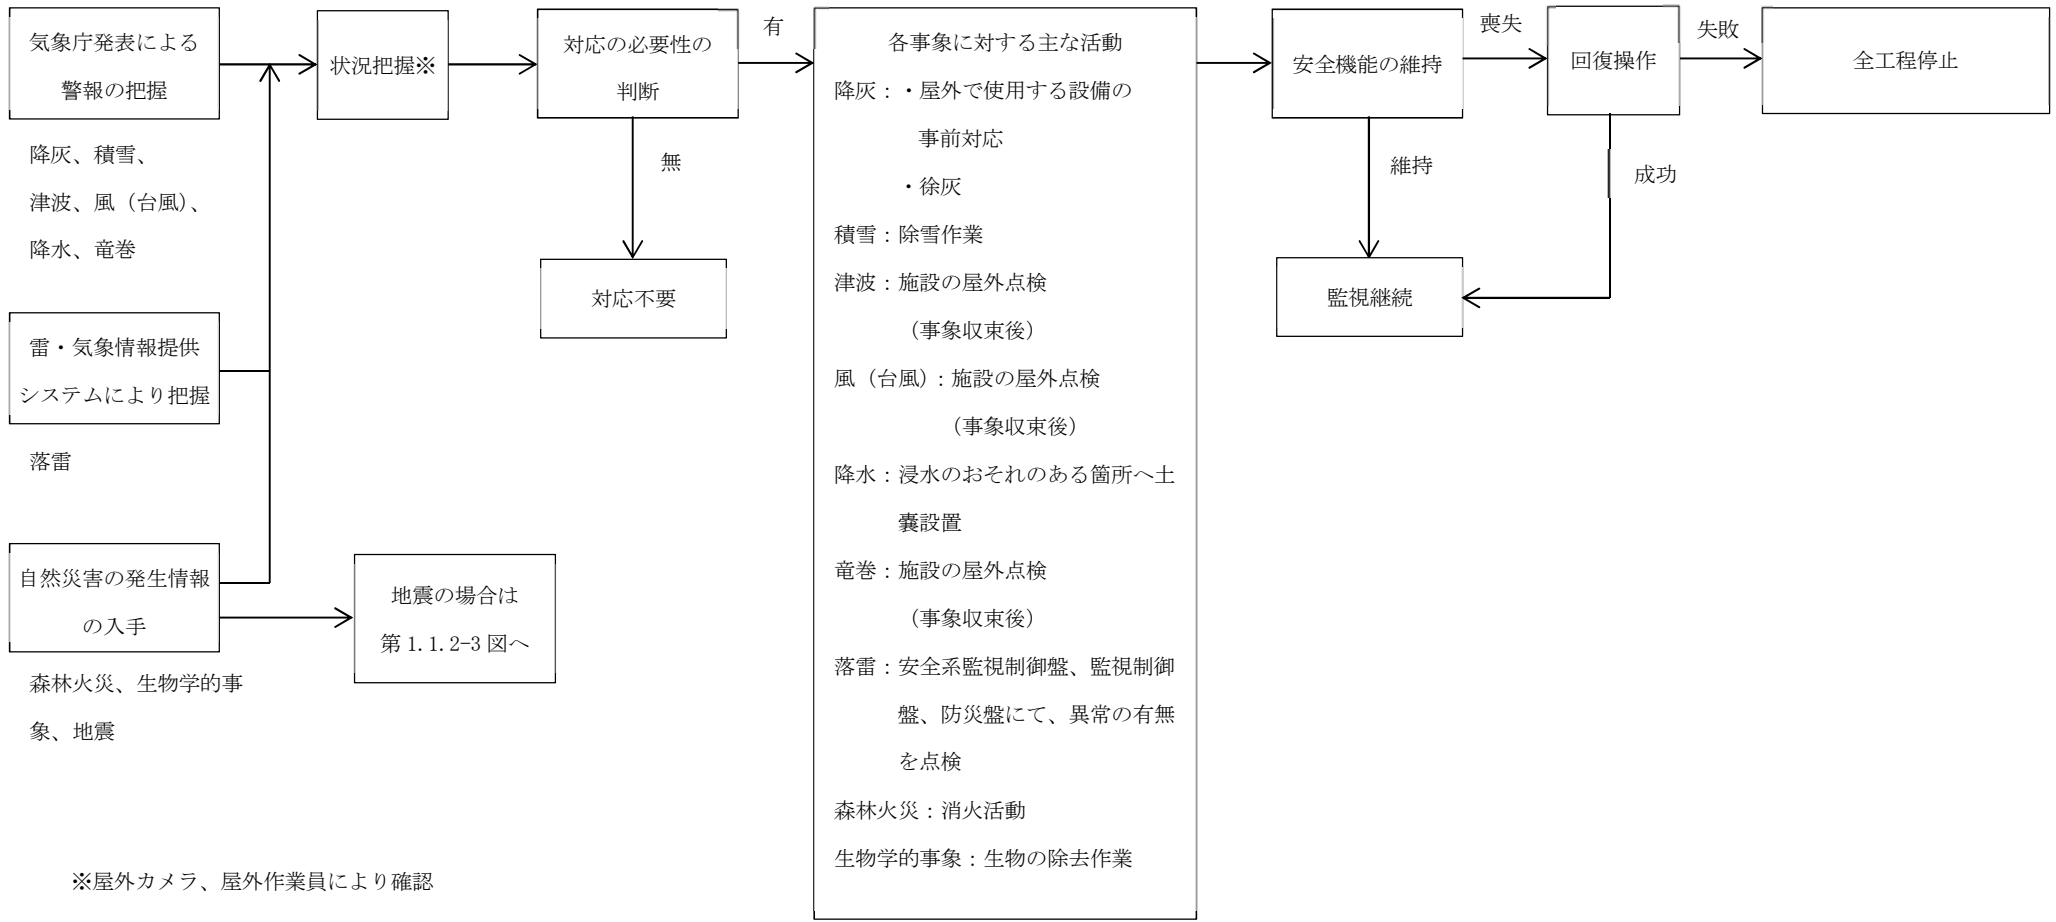 気象庁発表による
警報の把握
降灰、積雪、
津波、風（台風）、
降水、竜巻
雷・気象情報提供
システムにより把握
落雷
自然災害の発生情報
の入手
森林火災、生物学的事
象、地震
地震の場合は
第 1.1.2-3 図へ
状況把握※
対応の必要性の
判断
有
無
対応不要
各事象に対する主な活動
降灰：・屋外で使用する設備の
事前対応
・徐灰
積雪：除雪作業
津波：施設の屋外点検
（事象収束後）
風（台風）：施設の屋外点検
（事象収束後）
降水：浸水のおそれのある箇所へ土
嚢設置
竜巻：施設の屋外点検
（事象収束後）
落雷：安全系監視制御盤、監視制御
盤、防災盤にて、異常の有無
を点検
森林火災：消火活動
生物学的事象：生物の除去作業
安全機能の維持
喪失
維持
回復操作
失敗
成功
全工程停止
監視継続
※屋外カメラ、屋外作業員により確認